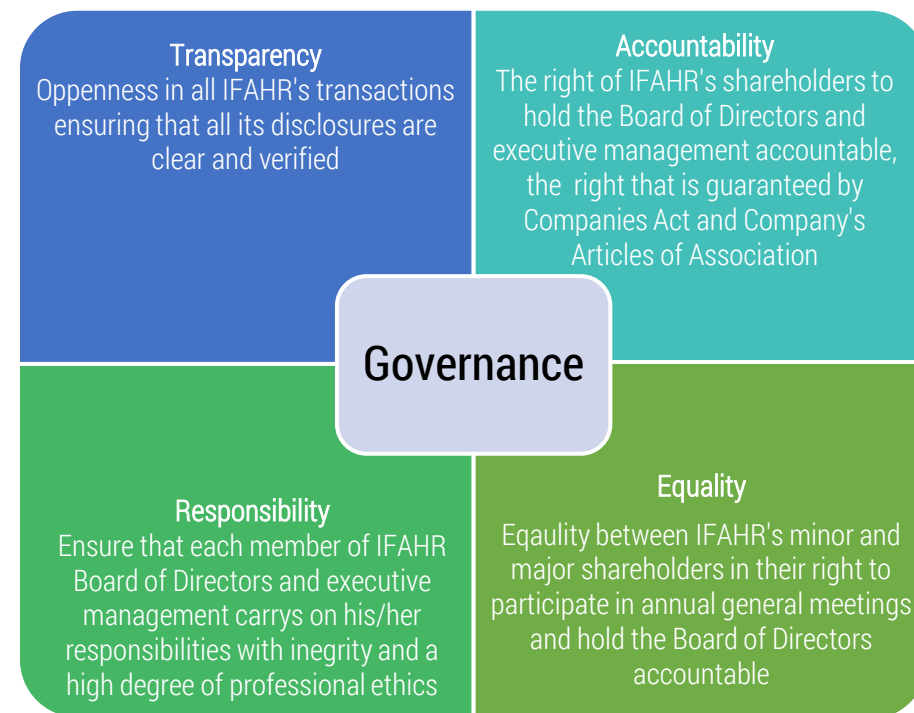 Transparency
Oppenness in all IFAHR's transactions
ensuring that all its disclosures are
clear and verified
Accountability
The right of IFAHR's shareholders to
hold the Board of Directors and
executive management accountable,
the right that is guaranteed by
Companies Act and Company's
Articles of Association
Governance
Responsibility
Ensure that each member of IFAHR
Board of Directors and executive
management carrys on his/her
responsibilities with inegrity and a
high degree of professional ethics
Equality
Eqaulity between IFAHR's minor and
major shareholders in their right to
participate in annual general meetings
and hold the Board of Directors
accountable